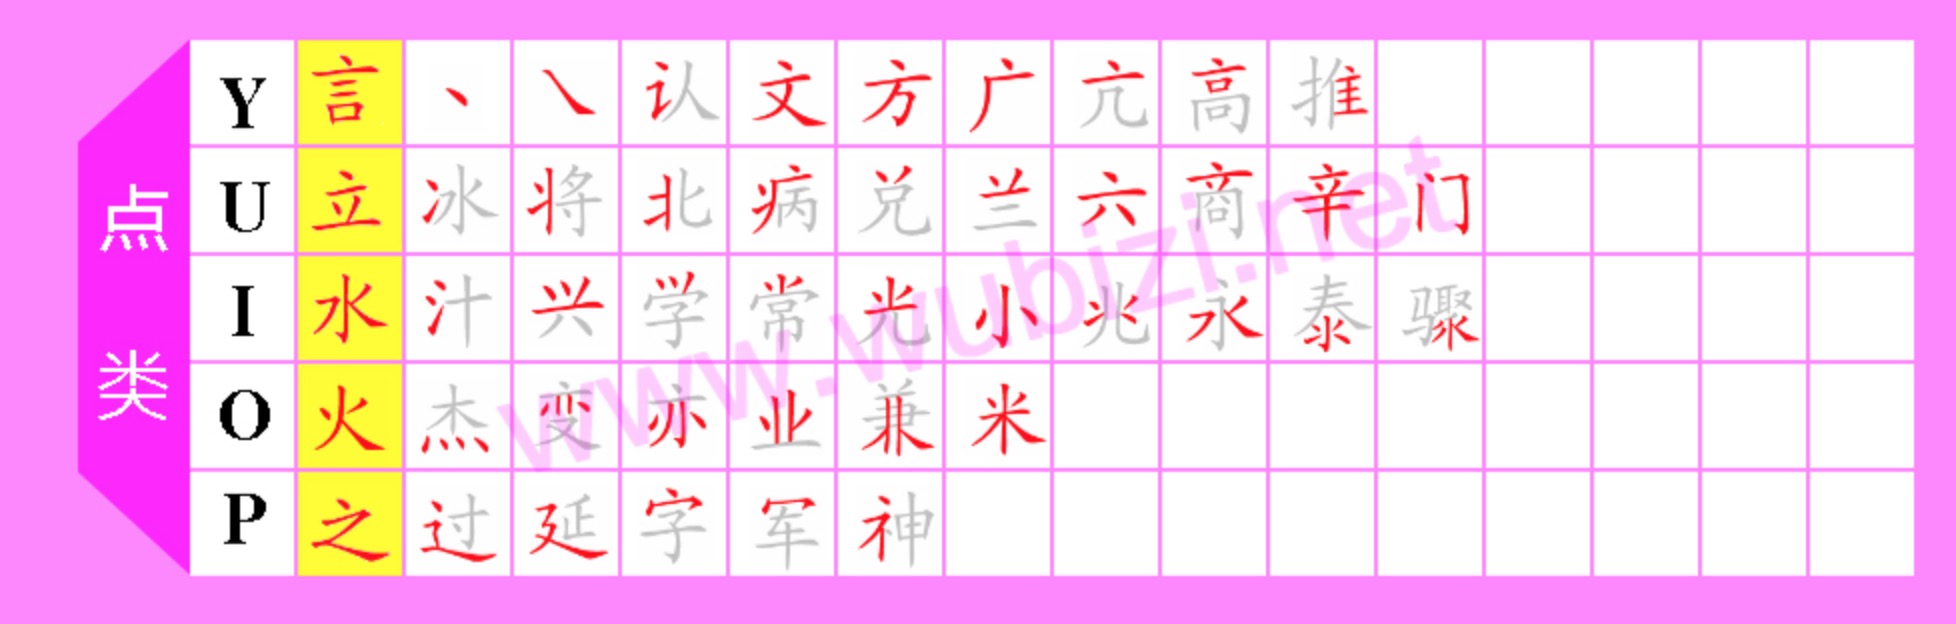 点类
Y 言 丶 ㇏ 认 文 方 广 亢 高 推
U 立 冰 将 北 病 兑 兰 六 商 辛 门
I 水 汁 兴 学 常 光 小 兆 永 泰 骤
O 火 杰 变 亦 业 兼 米
P 之 过 延 字 军 神
www.wubizi.net